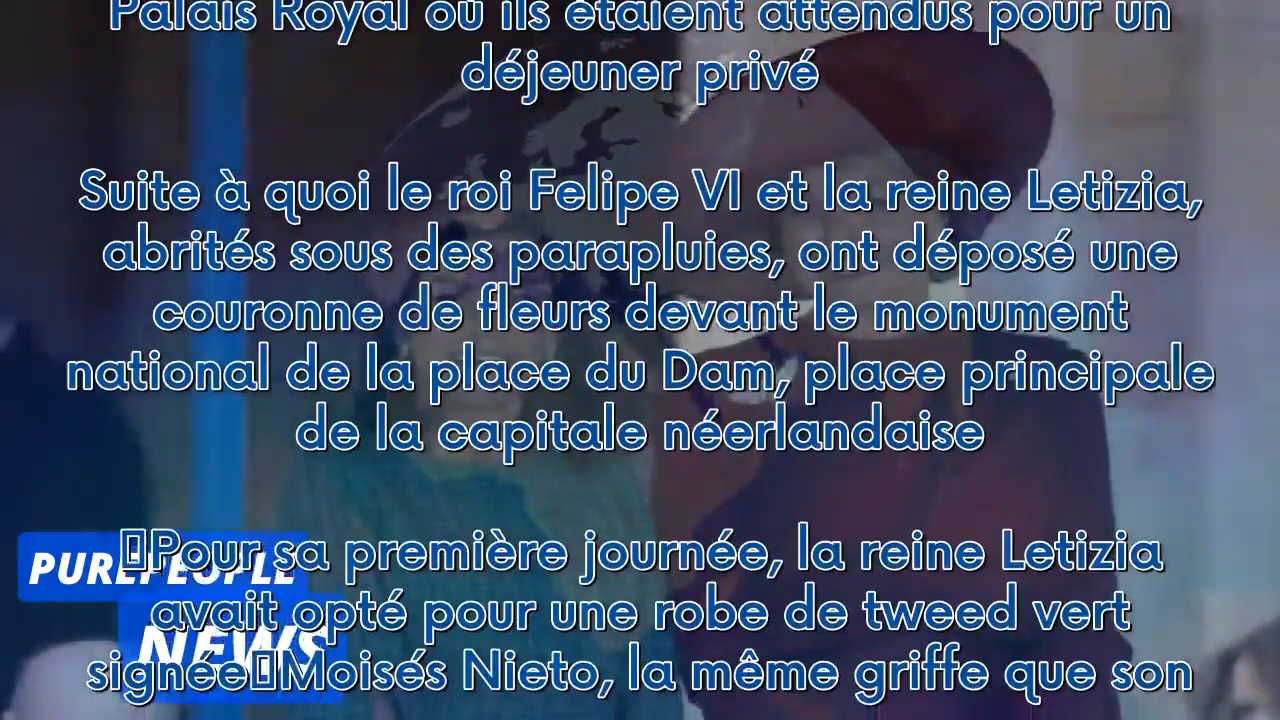 Palais Royal où ils étaient attendus pour un
déjeuner privé
Suite à quoi le roi Felipe VI et la reine Letizia,
abrités sous des parapluies, ont déposé une
couronne de fleurs devant le monument
national de la place du Dam, place principale
de la capitale néerlandaise
Pour sa première journée, la reine Letizia
avait opté pour une robe de tweed vert
signée Moisés Nieto, la même griffe que son
PUREPEOPLE
NEWS